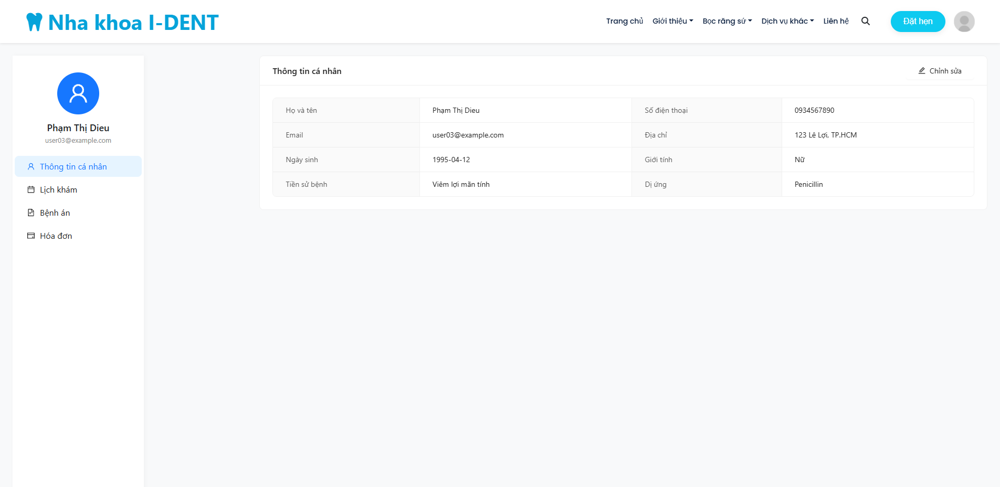 Nha khoa I-DENT
Trang chủ Giới thiệu Bọc răng sứ Dịch vụ khác Liên hệ Đặt hẹn
Phạm Thị Dieu
user03@example.com
Thông tin cá nhân
Lịch khám
Bệnh án
Hóa đơn
Thông tin cá nhân Chỉnh sửa
Họ và tên Phạm Thị Dieu Số điện thoại 0934567890
Email user03@example.com Địa chỉ 123 Lê Lợi, TP.HCM
Ngày sinh 1995-04-12 Giới tính Nữ
Tiền sử bệnh Viêm lợi mãn tính Dị ứng Penicillin